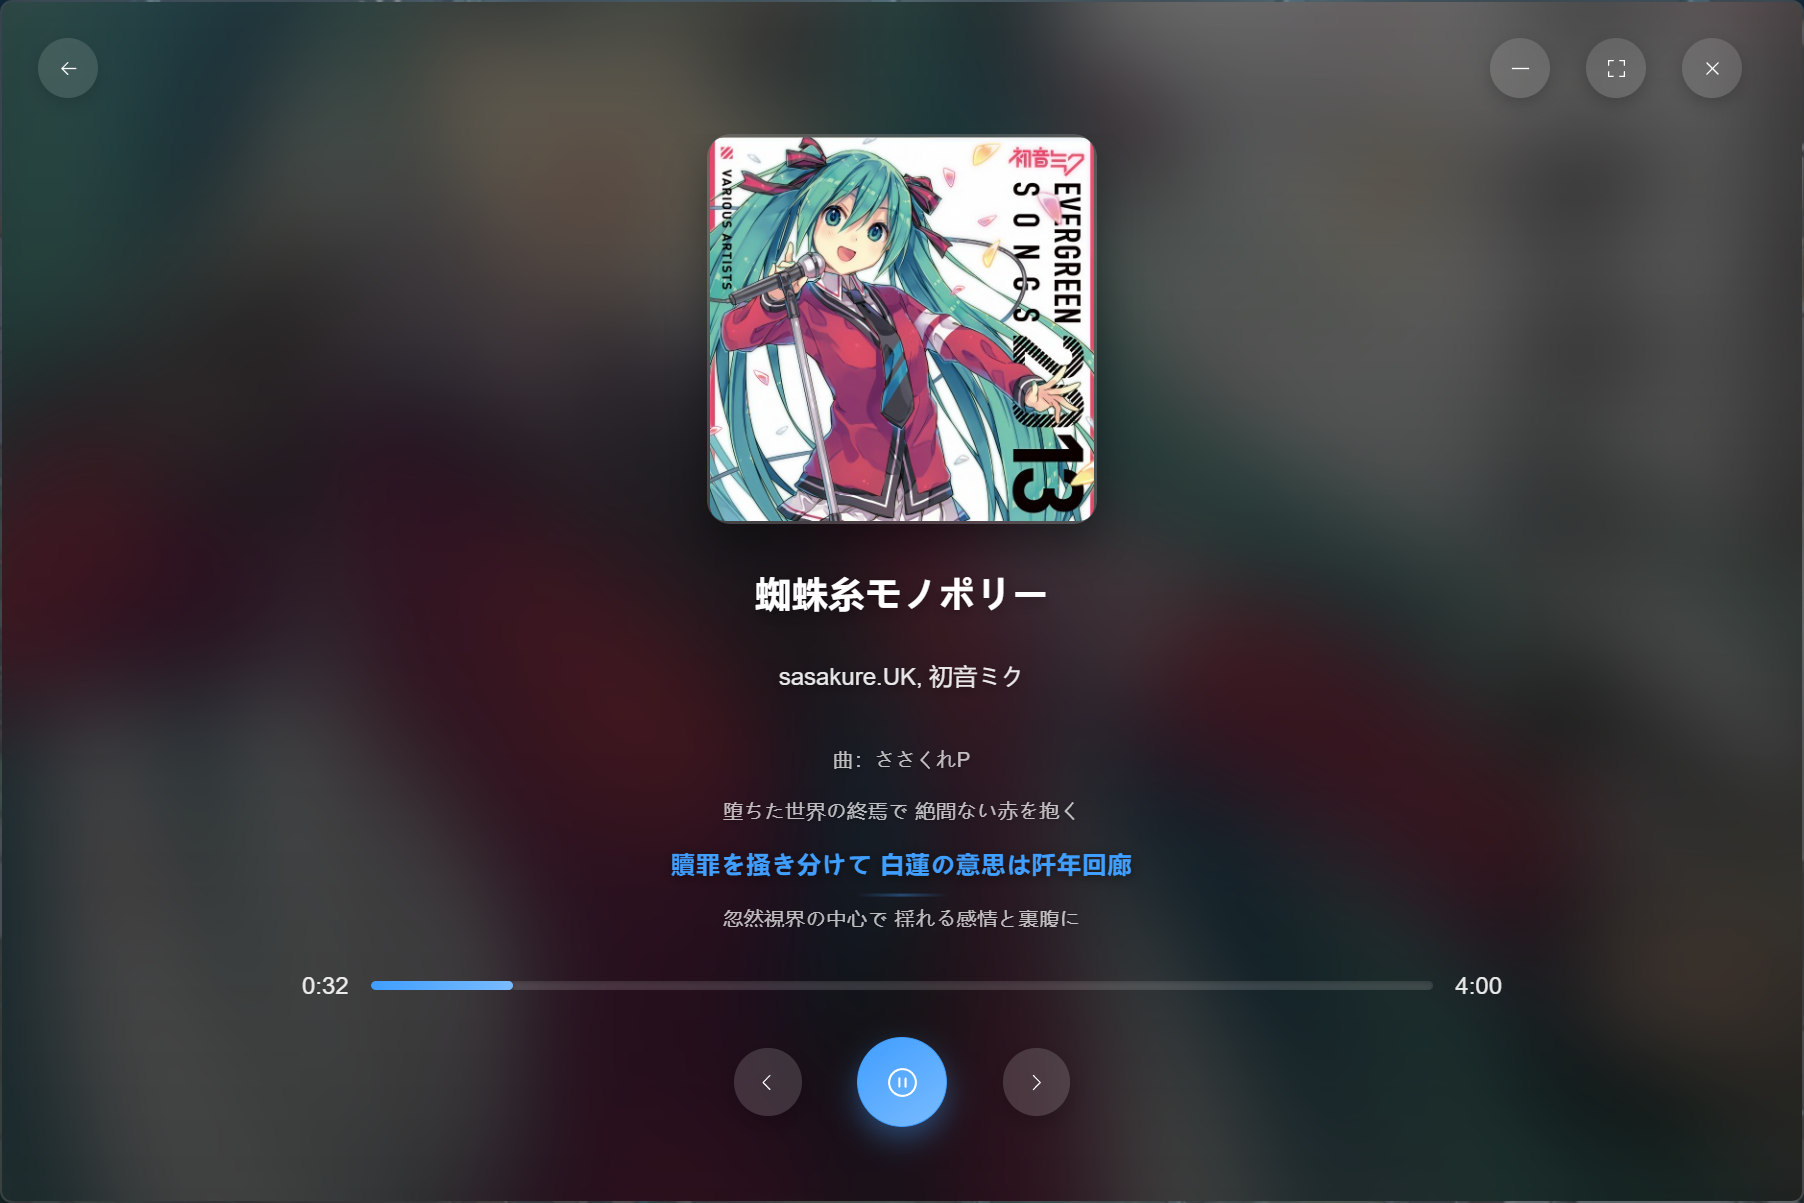 VARIOUS ARTISTS
初音ミク
EVERGREEN
SONGS
2013
蜘蛛糸モノポリー
sasakure.UK, 初音ミク
曲：ささくれP
堕ちた世界の終焉で 絶間ない赤を抱く
贖罪を掻き分けて 白蓮の意思は阡年回廊
忽然視界の中心で 揺れる感情と裏腹に
0:32
4:00